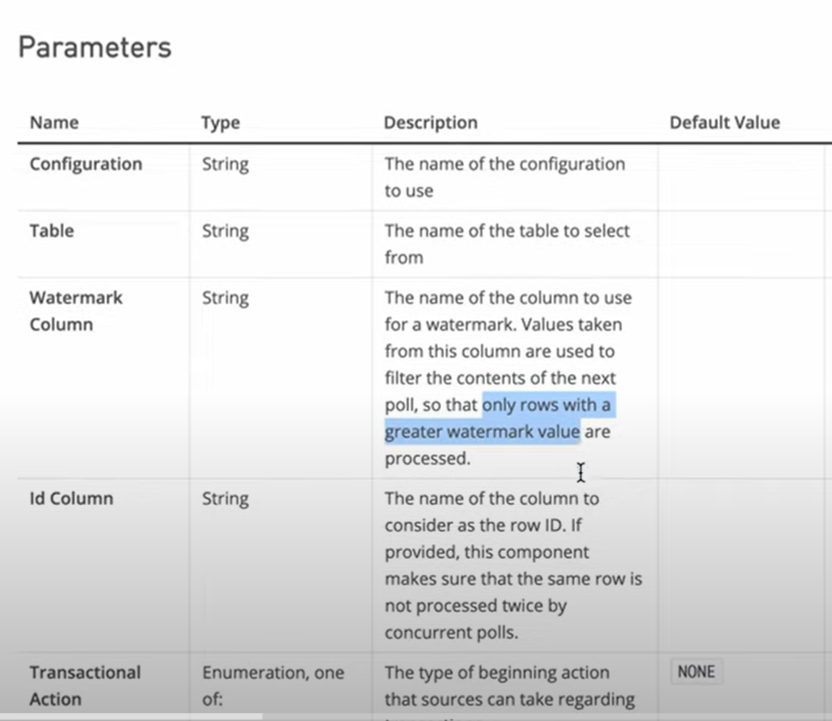 Parameters
Name Type Description Default Value
Configuration String The name of the configuration
to use
Table String The name of the table to select
from
Watermark String The name of the column to use
Column for a watermark. Values taken
from this column are used to
filter the contents of the next
poll, so that only rows with a
greater watermark value are
processed.
Id Column String The name of the column to
consider as the row ID. If
provided, this component
makes sure that the same row is
not processed twice by
concurrent polls.
Transactional Enumeration, one The type of beginning action NONE
Action of: that sources can take regarding